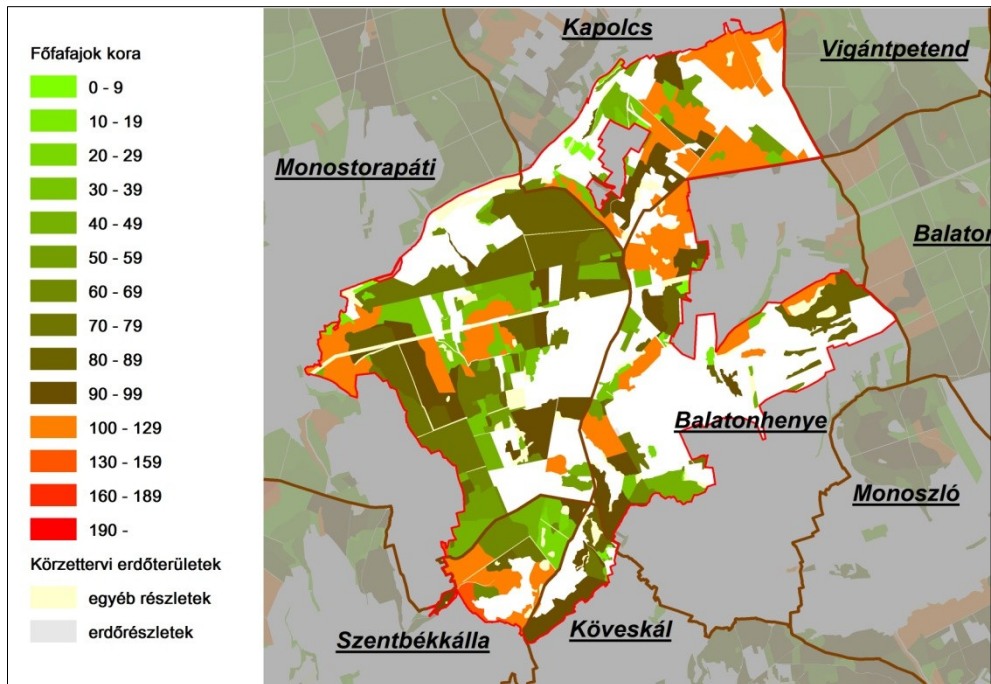 Főfafajok kora
0 - 9
10 - 19
20 - 29
30 - 39
40 - 49
50 - 59
60 - 69
70 - 79
80 - 89
90 - 99
100 - 129
130 - 159
160 - 189
190 -
Körzettervi erdőterületek
egyéb részletek
erdőrészletek
Kapolcs
Vigántpetend
Monostorapáti
Balaton
Balatonhenye
Monoszló
Szentbékkálla
Köveskál